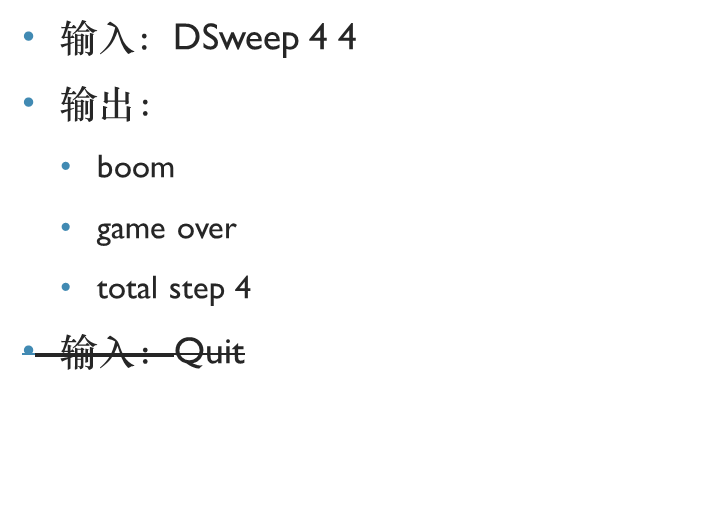 输入：DSweep 4 4
输出：
boom
game over
total step 4
输入：Quit